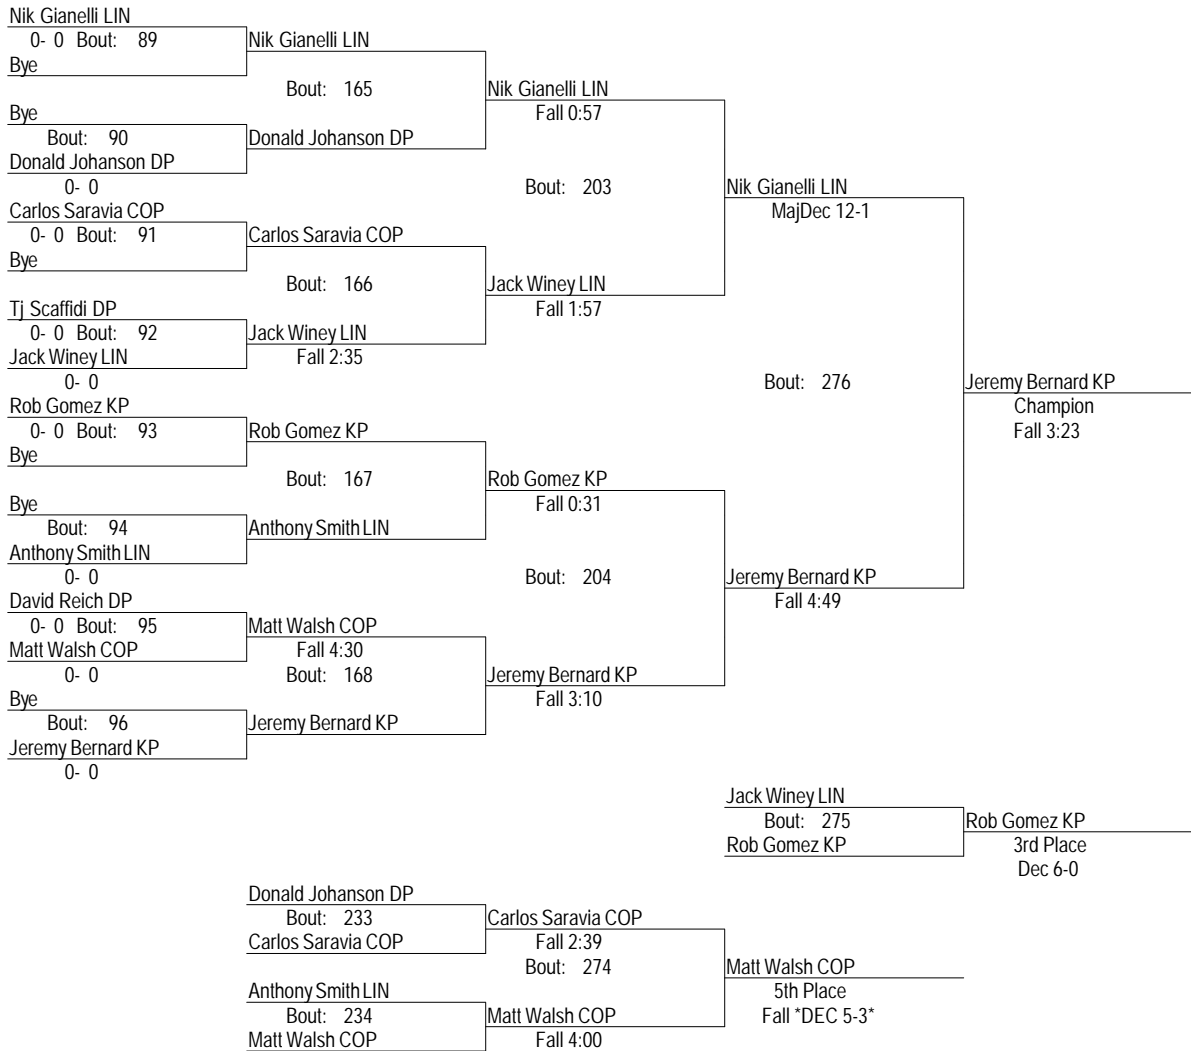 Nik Gianelli LIN
0- 0 Bout: 89
Bye
Nik Gianelli LIN
Bout: 165
Nik Gianelli LIN
Fall 0:57
Bye
Bout: 90
Donald Johanson DP
0- 0
Donald Johanson DP
Bout: 203
Nik Gianelli LIN
MajDec 12-1
Carlos Saravia COP
0- 0 Bout: 91
Bye
Carlos Saravia COP
Bout: 166
Jack Winey LIN
Fall 1:57
Tj Scaffidi DP
0- 0 Bout: 92
Jack Winey LIN
0- 0
Jack Winey LIN
Fall 2:35
Bout: 276
Jeremy Bernard KP
Champion
Fall 3:23
Rob Gomez KP
0- 0 Bout: 93
Bye
Rob Gomez KP
Bout: 167
Rob Gomez KP
Fall 0:31
Bye
Bout: 94
Anthony Smith LIN
0- 0
Anthony Smith LIN
Bout: 204
Jeremy Bernard KP
Fall 4:49
David Reich DP
0- 0 Bout: 95
Matt Walsh COP
0- 0
Matt Walsh COP
Fall 4:30
Bout: 168
Jeremy Bernard KP
Fall 3:10
Bye
Bout: 96
Jeremy Bernard KP
0- 0
Jeremy Bernard KP
Jack Winey LIN
Bout: 275
Rob Gomez KP
Rob Gomez KP
3rd Place
Dec 6-0
Donald Johanson DP
Bout: 233
Carlos Saravia COP
Carlos Saravia COP
Fall 2:39
Bout: 274
Matt Walsh COP
5th Place
Fall *DEC 5-3*
Anthony Smith LIN
Bout: 234
Matt Walsh COP
Matt Walsh COP
Fall 4:00